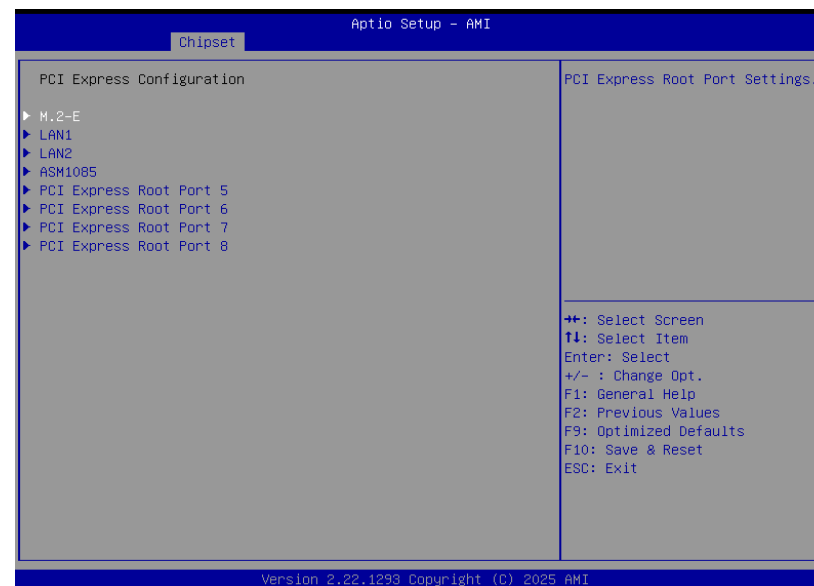 Aptio Setup – AMI
Chipset
PCI Express Configuration
▶ M.2-E
▶ LAN1
▶ LAN2
▶ ASM1085
▶ PCI Express Root Port 5
▶ PCI Express Root Port 6
▶ PCI Express Root Port 7
▶ PCI Express Root Port 8
PCI Express Root Port Settings.
→←: Select Screen
↑↓: Select Item
Enter: Select
+/- : Change Opt.
F1: General Help
F2: Previous Values
F9: Optimized Defaults
F10: Save & Reset
ESC: Exit
Version 2.22.1293 Copyright (C) 2025 AMI